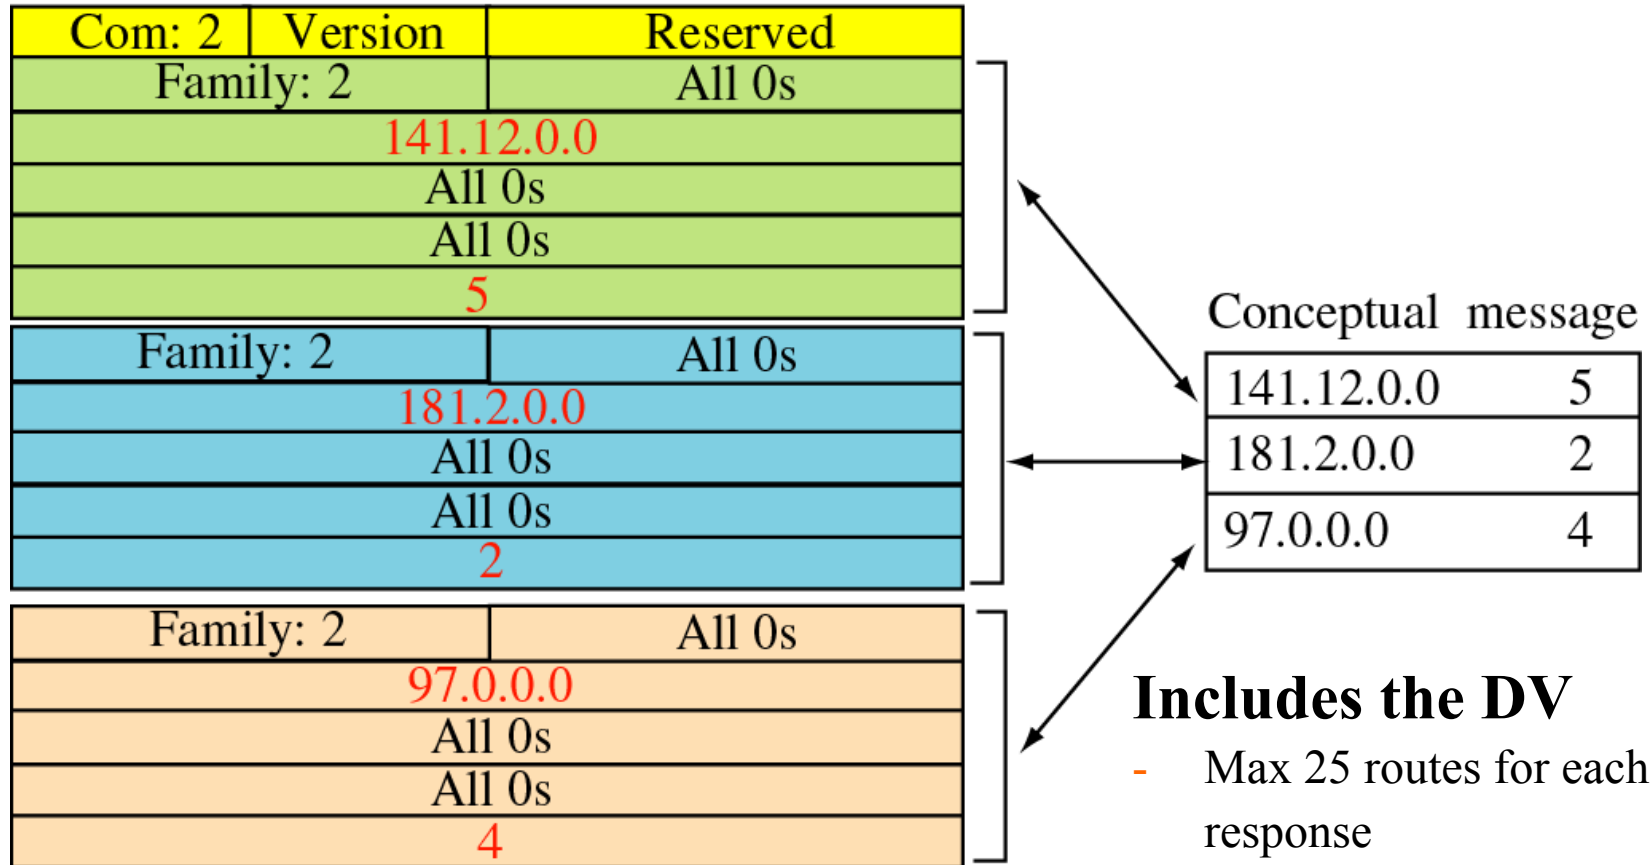 Com: 2 Version Reserved
Family: 2 All 0s
141.12.0.0
All 0s
All 0s
5
Family: 2 All 0s
181.2.0.0
All 0s
All 0s
2
Family: 2 All 0s
97.0.0.0
All 0s
All 0s
4
Conceptual message
141.12.0.0 5
181.2.0.0 2
97.0.0.0 4
Includes the DV
- Max 25 routes for each
response